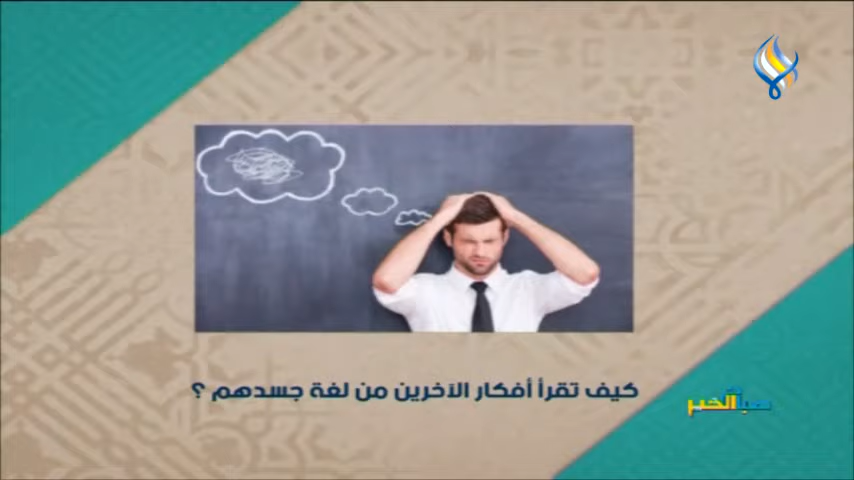 كيف تقرأ أفكار الآخرين من لغة جسدهم ؟
صباح الخير